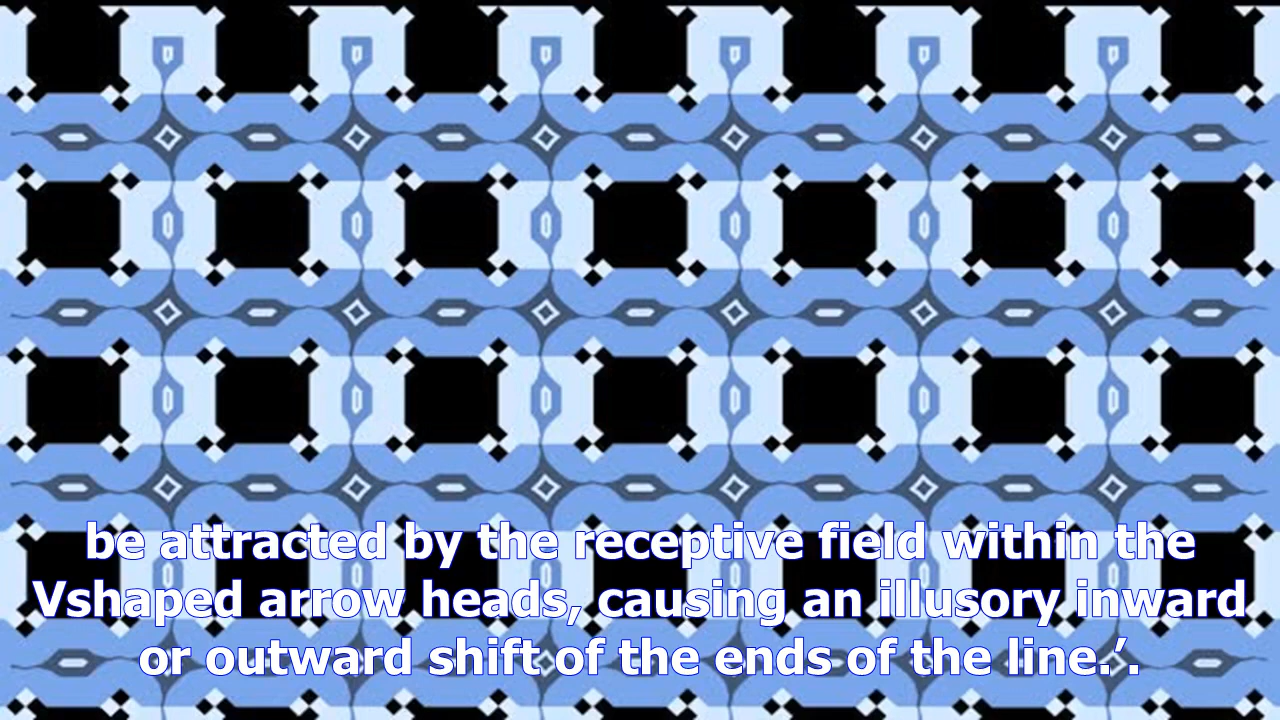 be attracted by the receptive field within the
Vshaped arrow heads, causing an illusory inward
or outward shift of the ends of the line.’.